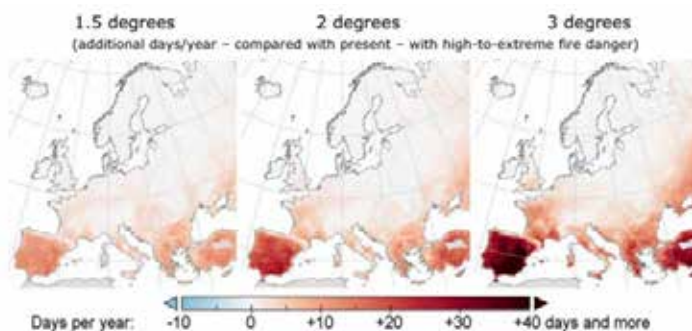 1.5 degrees 2 degrees 3 degrees
(additional days/year – compared with present – with high-to-extreme fire danger)
Days per year: -10 0 +10 +20 +30 +40 days and more